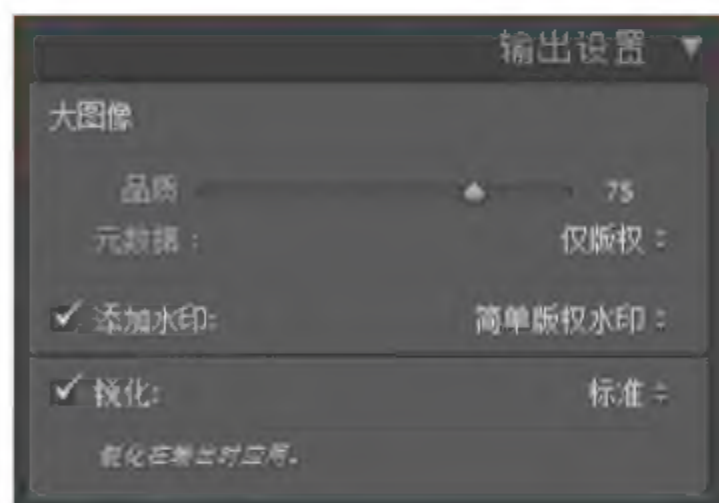 输出设置
大图像
品质 75
元数据： 仅版权
添加水印： 简单版权水印
锐化： 标准
锐化在输出时应用。